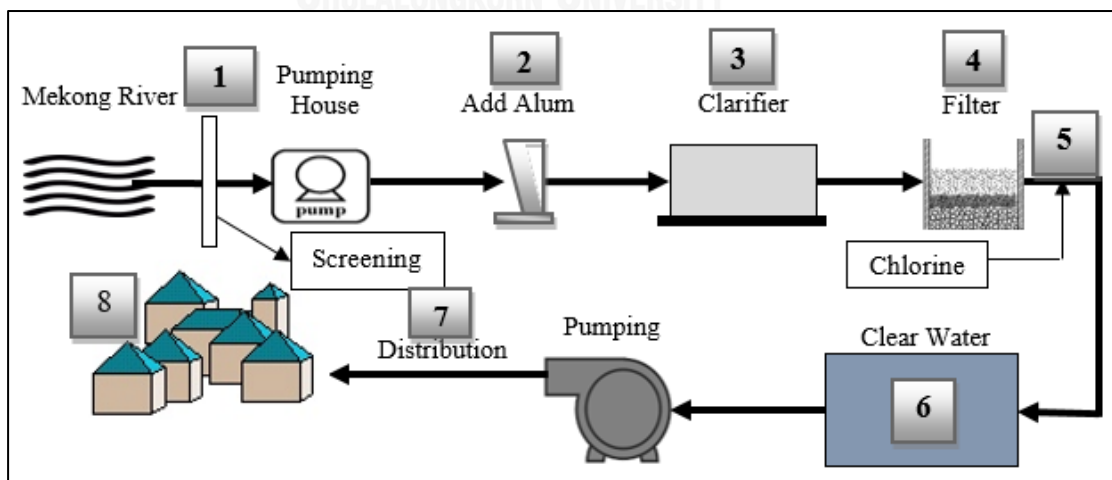 1
Pumping
House
2
Add Alum
3
Clarifier
4
Filter
5
Mekong River
pump
Screening
Chlorine
8
7
Distribution
Pumping
Clear Water
6